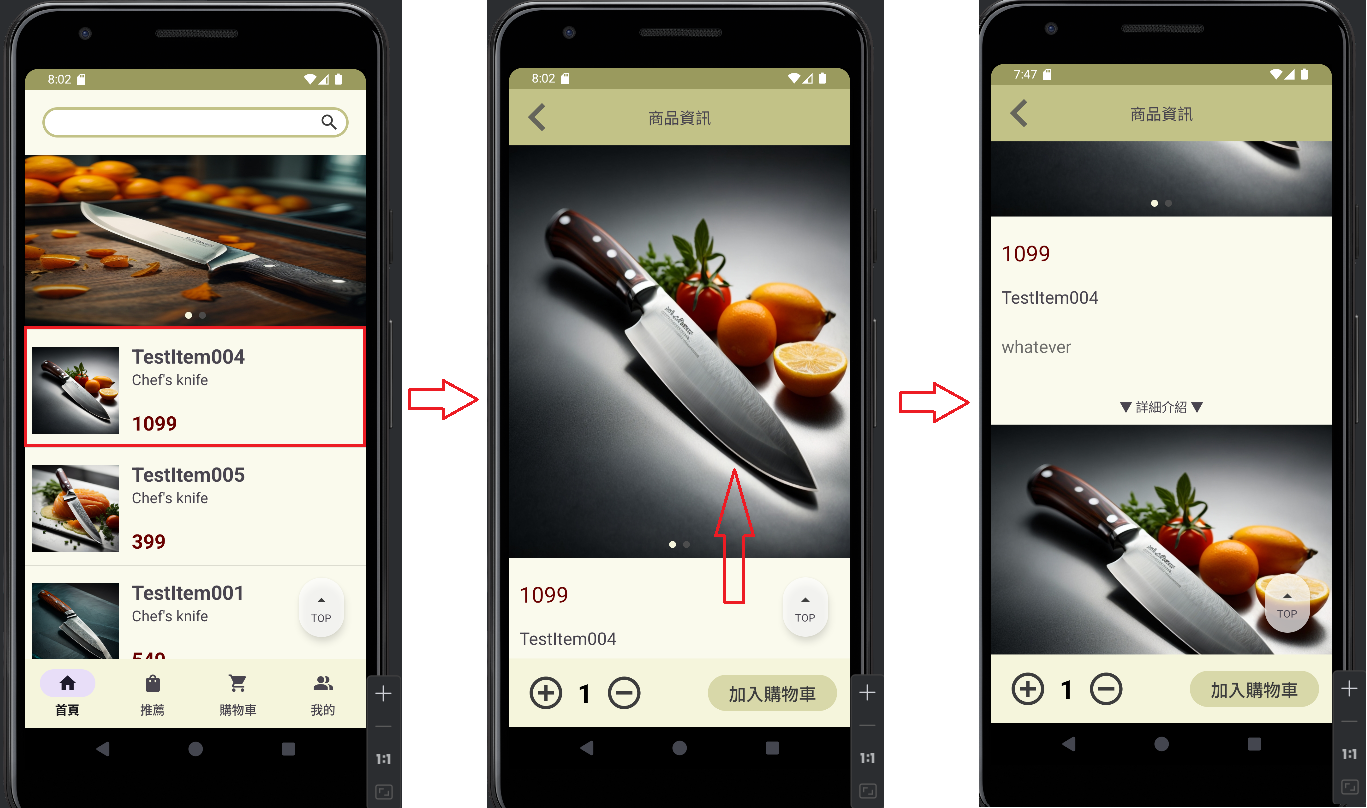 8:02
TestItem004
Chef's knife
1099
TestItem005
Chef's knife
399
TestItem001
Chef's knife
549
TOP
首頁
推薦
購物車
我的
1:1
8:02
商品資訊
1099
TestItem004
TOP
1
加入購物車
1:1
7:47
商品資訊
1099
TestItem004
whatever
▼ 詳細介紹 ▼
TOP
1
加入購物車
1:1